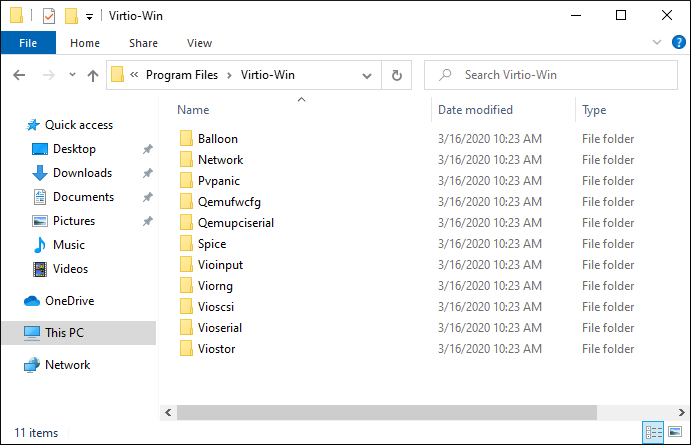 Virtio-Win
File Home Share View
« Program Files › Virtio-Win Search Virtio-Win
Name Date modified Type
Quick access
Desktop
Downloads
Documents
Pictures
Music
Videos
OneDrive
This PC
Network
Balloon 3/16/2020 10:23 AM File folder
Network 3/16/2020 10:23 AM File folder
Pvpanic 3/16/2020 10:23 AM File folder
Qemufwcfg 3/16/2020 10:23 AM File folder
Qemupciserial 3/16/2020 10:23 AM File folder
Spice 3/16/2020 10:23 AM File folder
Vioinput 3/16/2020 10:23 AM File folder
Viorng 3/16/2020 10:23 AM File folder
Vioscsi 3/16/2020 10:23 AM File folder
Vioserial 3/16/2020 10:23 AM File folder
Viostor 3/16/2020 10:23 AM File folder
11 items